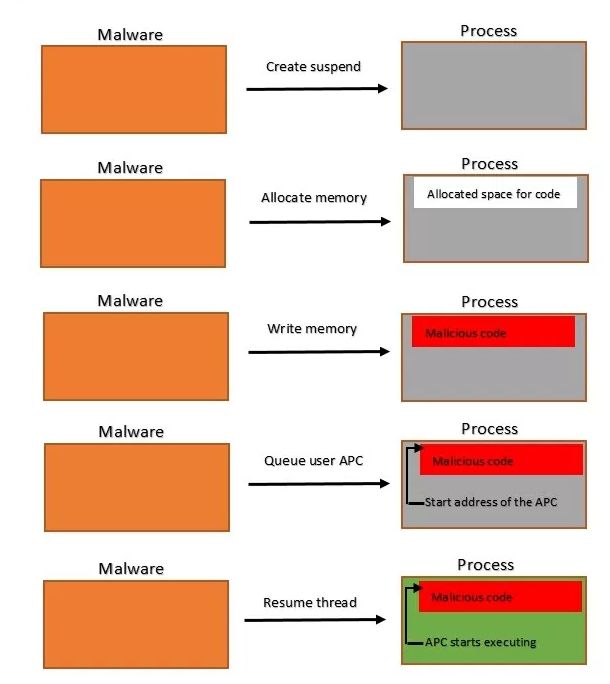 Malware
Process
Create suspend
Malware
Process
Allocate memory
Allocated space for code
Malware
Process
Write memory
Malicious code
Malware
Process
Queue user APC
Malicious code
Start address of the APC
Malware
Process
Resume thread
Malicious code
APC starts executing